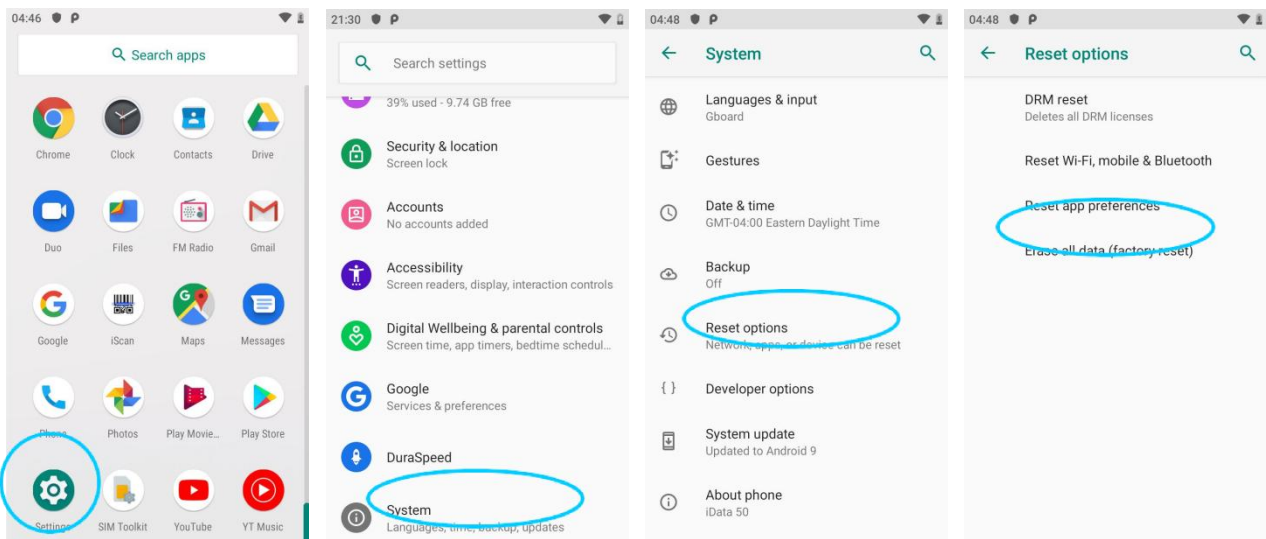 04:46
Search apps
Chrome
Clock
Contacts
Drive
Duo
Files
FM Radio
Gmail
Google
iScan
Maps
Messages
Phone
Photos
Play Movie...
Play Store
Settings
SIM Toolkit
YouTube
YT Music
21:30
Search settings
39% used - 9.74 GB free
Security & location
Screen lock
Accounts
No accounts added
Accessibility
Screen readers, display, interaction controls
Digital Wellbeing & parental controls
Screen time, app timers, bedtime schedul...
Google
Services & preferences
DuraSpeed
System
Languages, time, backup, updates
04:48
System
Languages & input
Gboard
Gestures
Date & time
GMT-04:00 Eastern Daylight Time
Backup
Off
Reset options
Network, apps, or device can be reset
Developer options
System update
Updated to Android 9
About phone
iData 50
04:48
Reset options
DRM reset
Deletes all DRM licenses
Reset Wi-Fi, mobile & Bluetooth
Reset app preferences
Erase all data (factory reset)